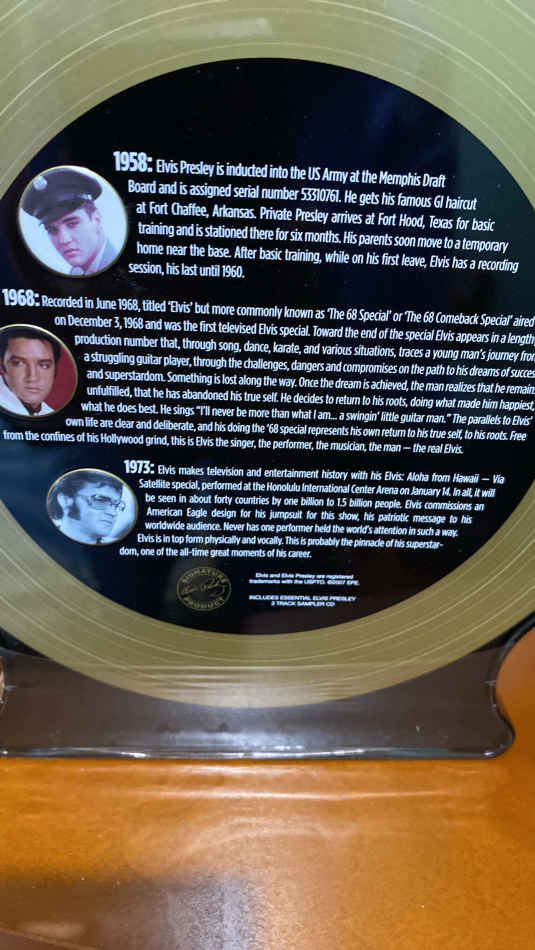 1958: Elvis Presley is inducted into the US Army at the Memphis Draft
Board and is assigned serial number 53310761. He gets his famous GI haircut
at Fort Chaffee, Arkansas. Private Presley arrives at Fort Hood, Texas for basic
training and is stationed there for six months. His parents soon move to a temporary
home near the base. After basic training, while on his first leave, Elvis has a recording
session, his last until 1960.
1968: Recorded in June 1968, titled ‘Elvis’ but more commonly known as ‘The 68 Special’ or ‘The 68 Comeback Special’ aired
on December 3, 1968 and was the first televised Elvis special. Toward the end of the special Elvis appears in a length
production number that, through song, dance, karate, and various situations, traces a young man's journey from
a struggling guitar player, through the challenges, dangers and compromises on the path to his dreams of succes
and superstardom. Something is lost along the way. Once the dream is achieved, the man realizes that he remains
unfulfilled, that he has abandoned his true self. He decides to return to his roots, doing what made him happiest,
what he does best. He sings “I'll never be more than what I am... a swingin' little guitar man.” The parallels to Elvis'
own life are clear and deliberate, and his doing the ‘68 special represents his own return to his true self, to his roots. Free
from the confines of his Hollywood grind, this is Elvis the singer, the performer, the musician, the man — the real Elvis.
1973: Elvis makes television and entertainment history with his Elvis: Aloha from Hawaii — Via
Satellite special, performed at the Honolulu International Center Arena on January 14. In all, it will
be seen in about forty countries by one billion to 1.5 billion people. Elvis commissions an
American Eagle design for his jumpsuit for this show, his patriotic message to his
worldwide audience. Never has one performer held the world's attention in such a way.
Elvis is in top form physically and vocally. This is probably the pinnacle of his superstar-
dom, one of the all-time great moments of his career.
SIGNATURE
Elvis Presley
PRODUCT
Elvis and Elvis Presley are registered
trademarks with the USPTO. ©2007 EPE.
INCLUDES ESSENTIAL ELVIS PRESLEY
3 TRACK SAMPLER CD